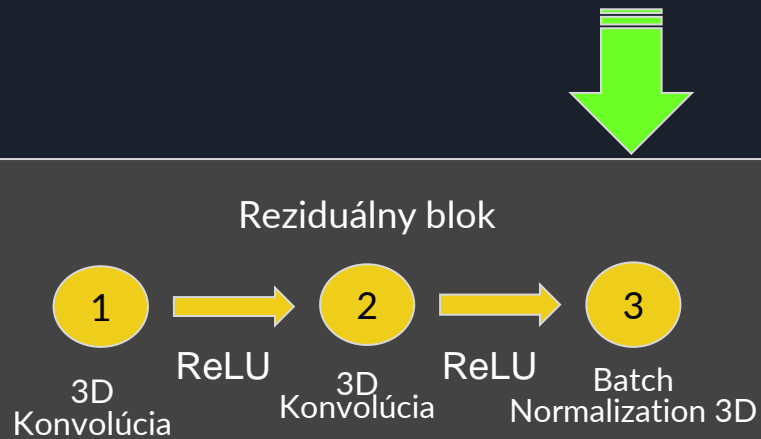 Reziduálny blok
1
2
3
ReLU
ReLU
3D
Konvolúcia
3D
Konvolúcia
Batch
Normalization 3D